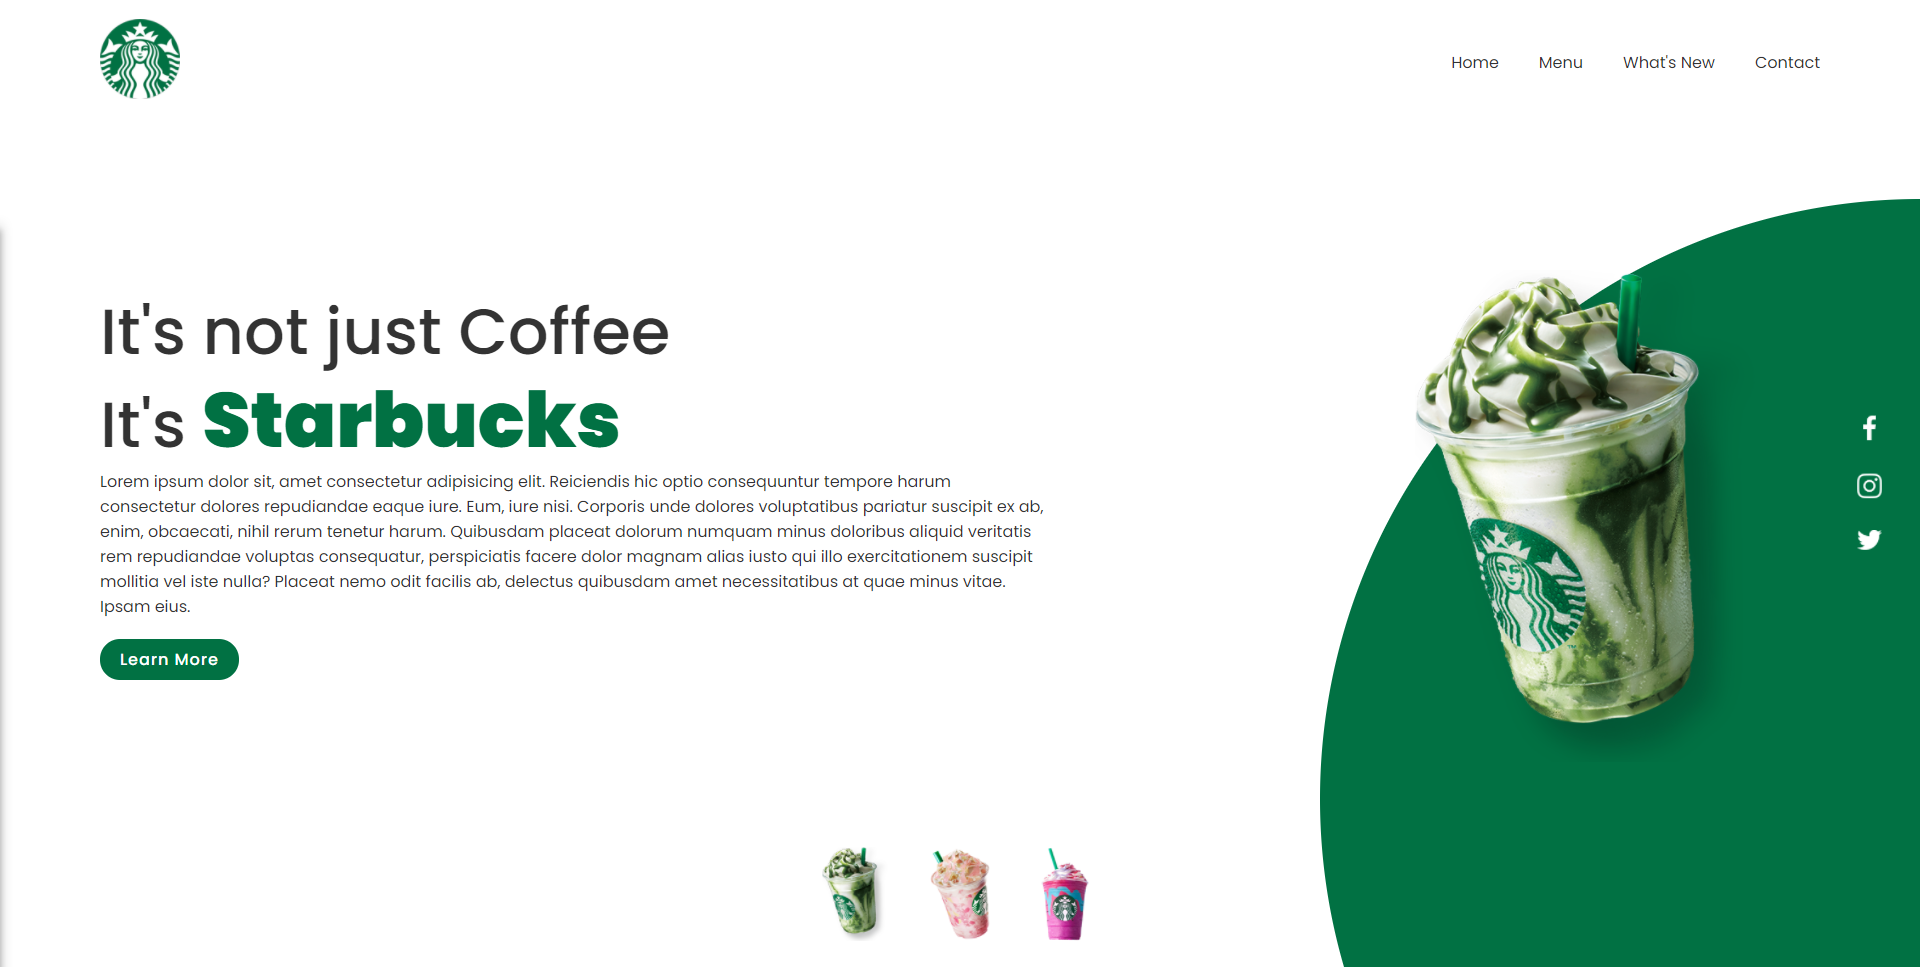 Home Menu What's New Contact
It's not just Coffee
It's Starbucks
Lorem ipsum dolor sit, amet consectetur adipisicing elit. Reiciendis hic optio consequuntur tempore harum
consectetur dolores repudiandae eaque iure. Eum, iure nisi. Corporis unde dolores voluptatibus pariatur suscipit ex ab,
enim, obcaecati, nihil rerum tenetur harum. Quibusdam placeat dolorum numquam minus doloribus aliquid veritatis
rem repudiandae voluptas consequatur, perspiciatis facere dolor magnam alias iusto qui illo exercitationem suscipit
mollitia vel iste nulla? Placeat nemo odit facilis ab, delectus quibusdam amet necessitatibus at quae minus vitae.
Ipsam eius.
Learn More